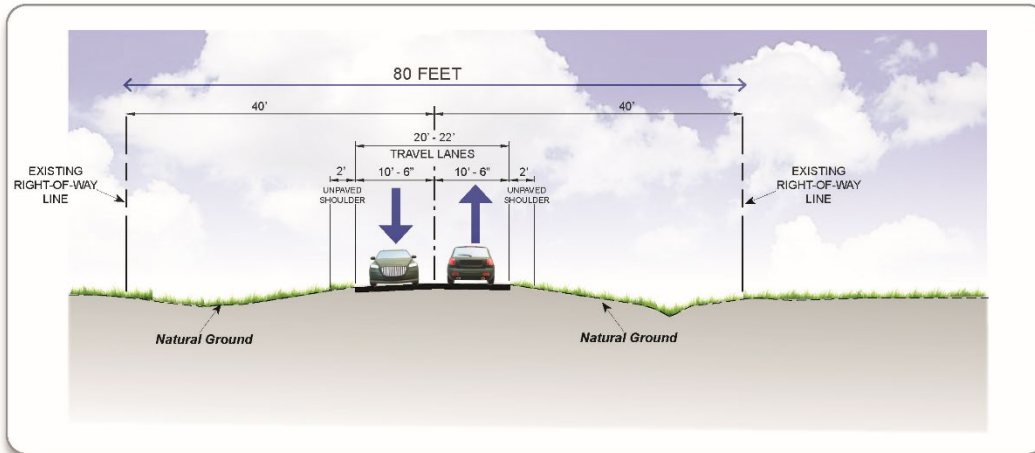 80 FEET
40'
40'
20' - 22'
TRAVEL LANES
2'
10' - 6"
10' - 6"
2'
UNPAVED
SHOULDER
UNPAVED
SHOULDER
EXISTING
RIGHT-OF-WAY
LINE
EXISTING
RIGHT-OF-WAY
LINE
Natural Ground
Natural Ground